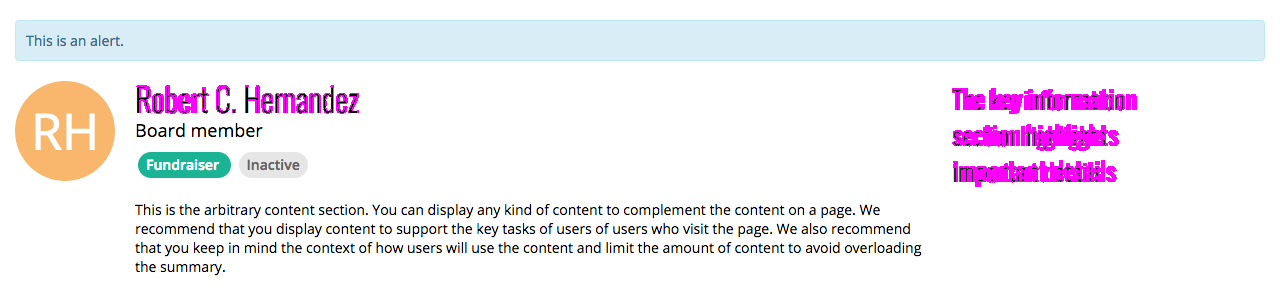 This is an alert.
RH
Robert C. Hernandez
Board member
Fundraiser
Inactive
This is the arbitrary content section. You can display any kind of content to complement the content on a page. We
recommend that you display content to support the key tasks of users of users who visit the page. We also recommend
that you keep in mind the context of how users will use the content and limit the amount of content to avoid overloading
the summary.
The key information
section highlights
important details